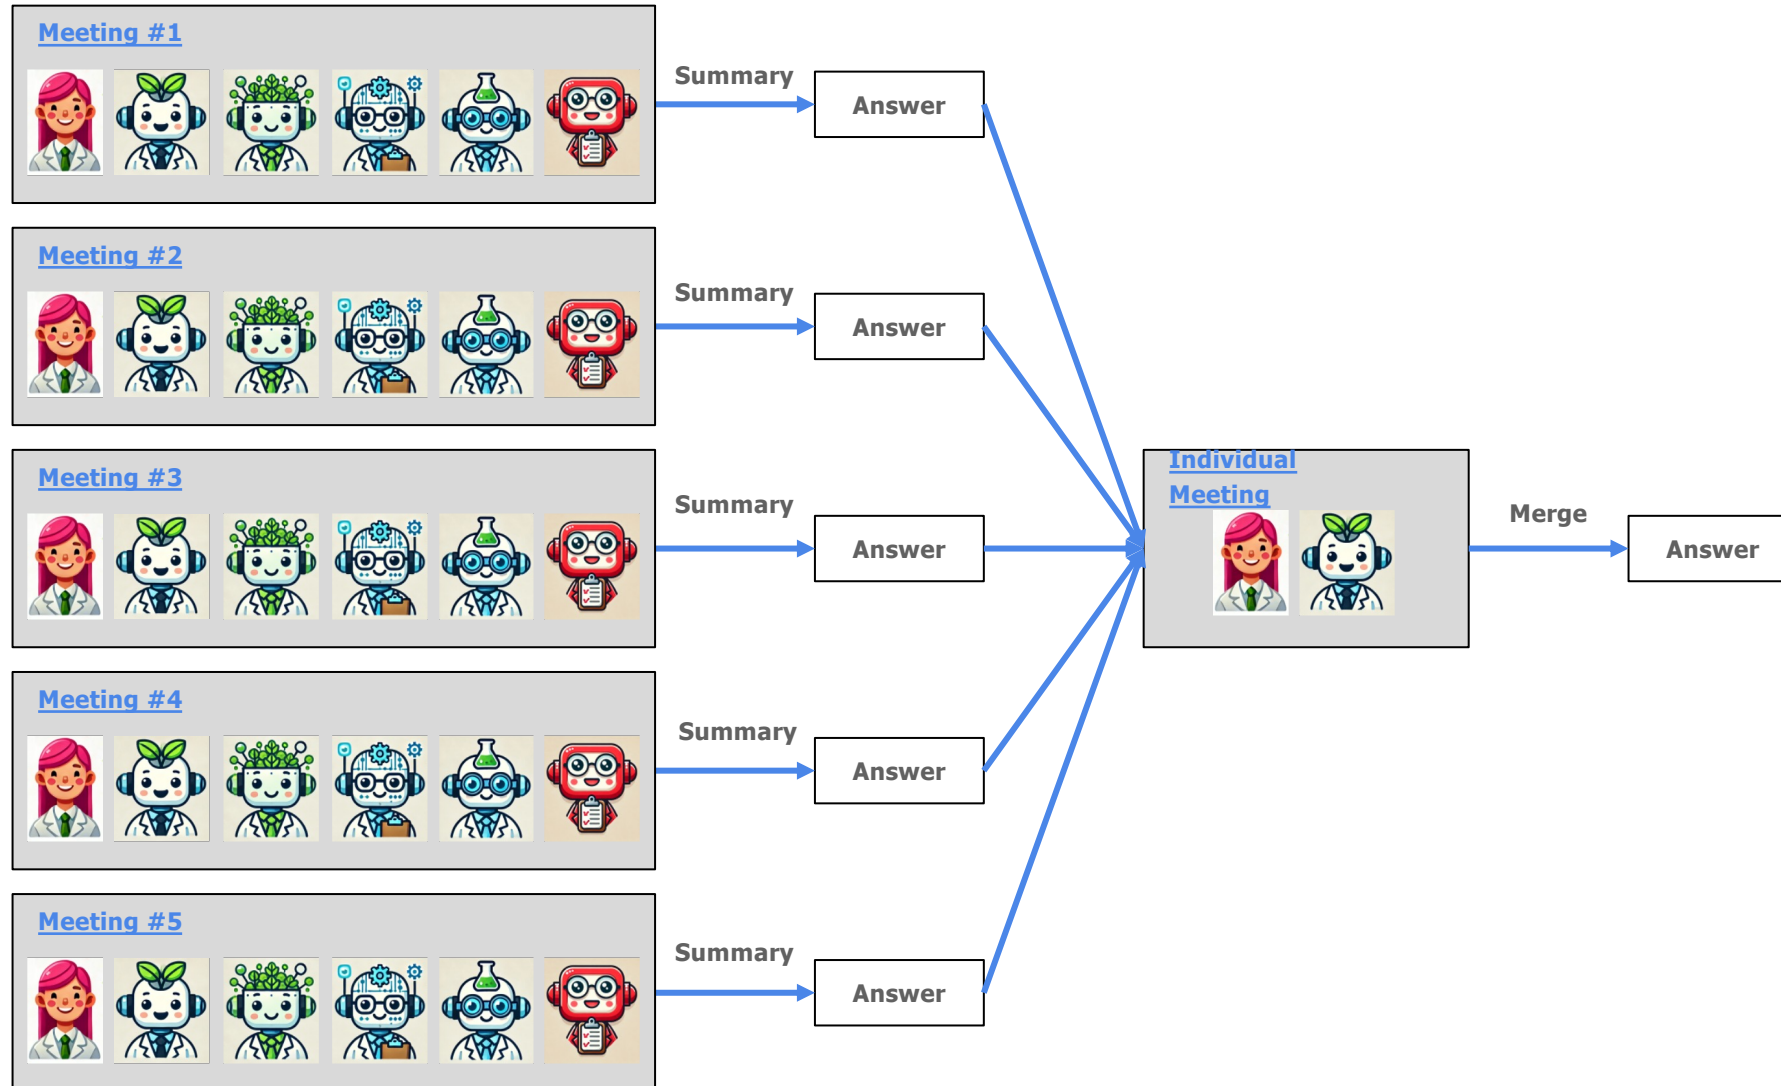 Meeting #1
Summary
Answer
Meeting #2
Summary
Answer
Meeting #3
Summary
Answer
Individual
Meeting
Merge
Answer
Meeting #4
Summary
Answer
Meeting #5
Summary
Answer